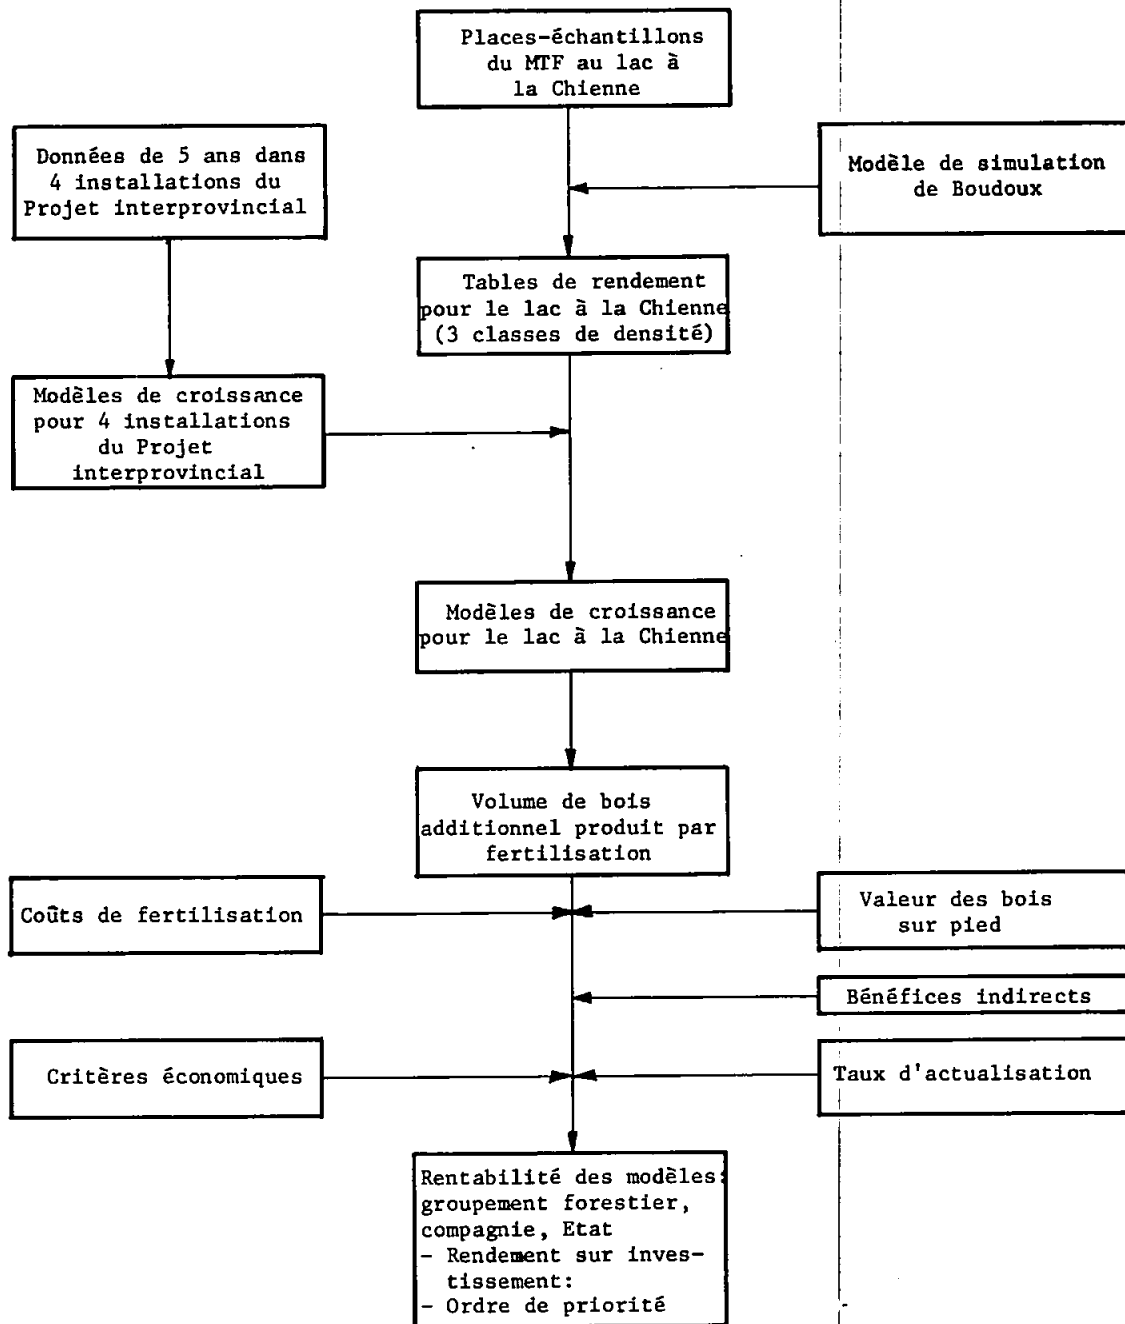 Places-échantillons
du MTF au lac à
la Chienne
Données de 5 ans dans
4 installations du
Projet interprovincial
Modèle de simulation
de Boudoux
Tables de rendement
pour le lac à la Chienne
(3 classes de densité)
Modèles de croissance
pour 4 installations
du Projet
interprovincial
Modèles de croissance
pour le lac à la Chienne
Volume de bois
additionnel produit par
fertilisation
Coûts de fertilisation
Valeur des bois
sur pied
Bénéfices indirects
Critères économiques
Taux d'actualisation
Rentabilité des modèles:
groupement forestier,
compagnie, Etat
- Rendement sur inves-
tissement:
- Ordre de priorité